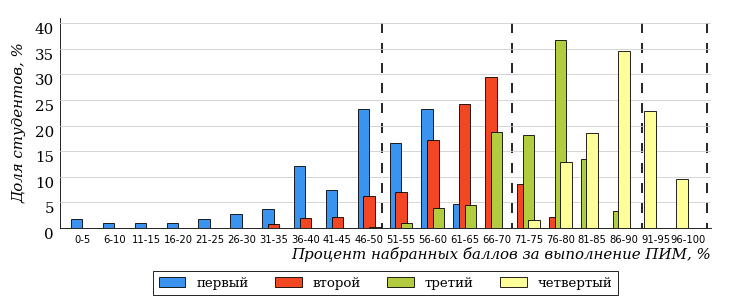 Доля студентов, %
40
35
30
25
20
15
10
5
0
0-5 6-10 11-15 16-20 21-25 26-30 31-35 36-40 41-45 46-50 51-55 56-60 61-65 66-70 71-75 76-80 81-85 86-90 91-95 96-100
Процент набранных баллов за выполнение ПИМ, %
первый второй третий четвертый